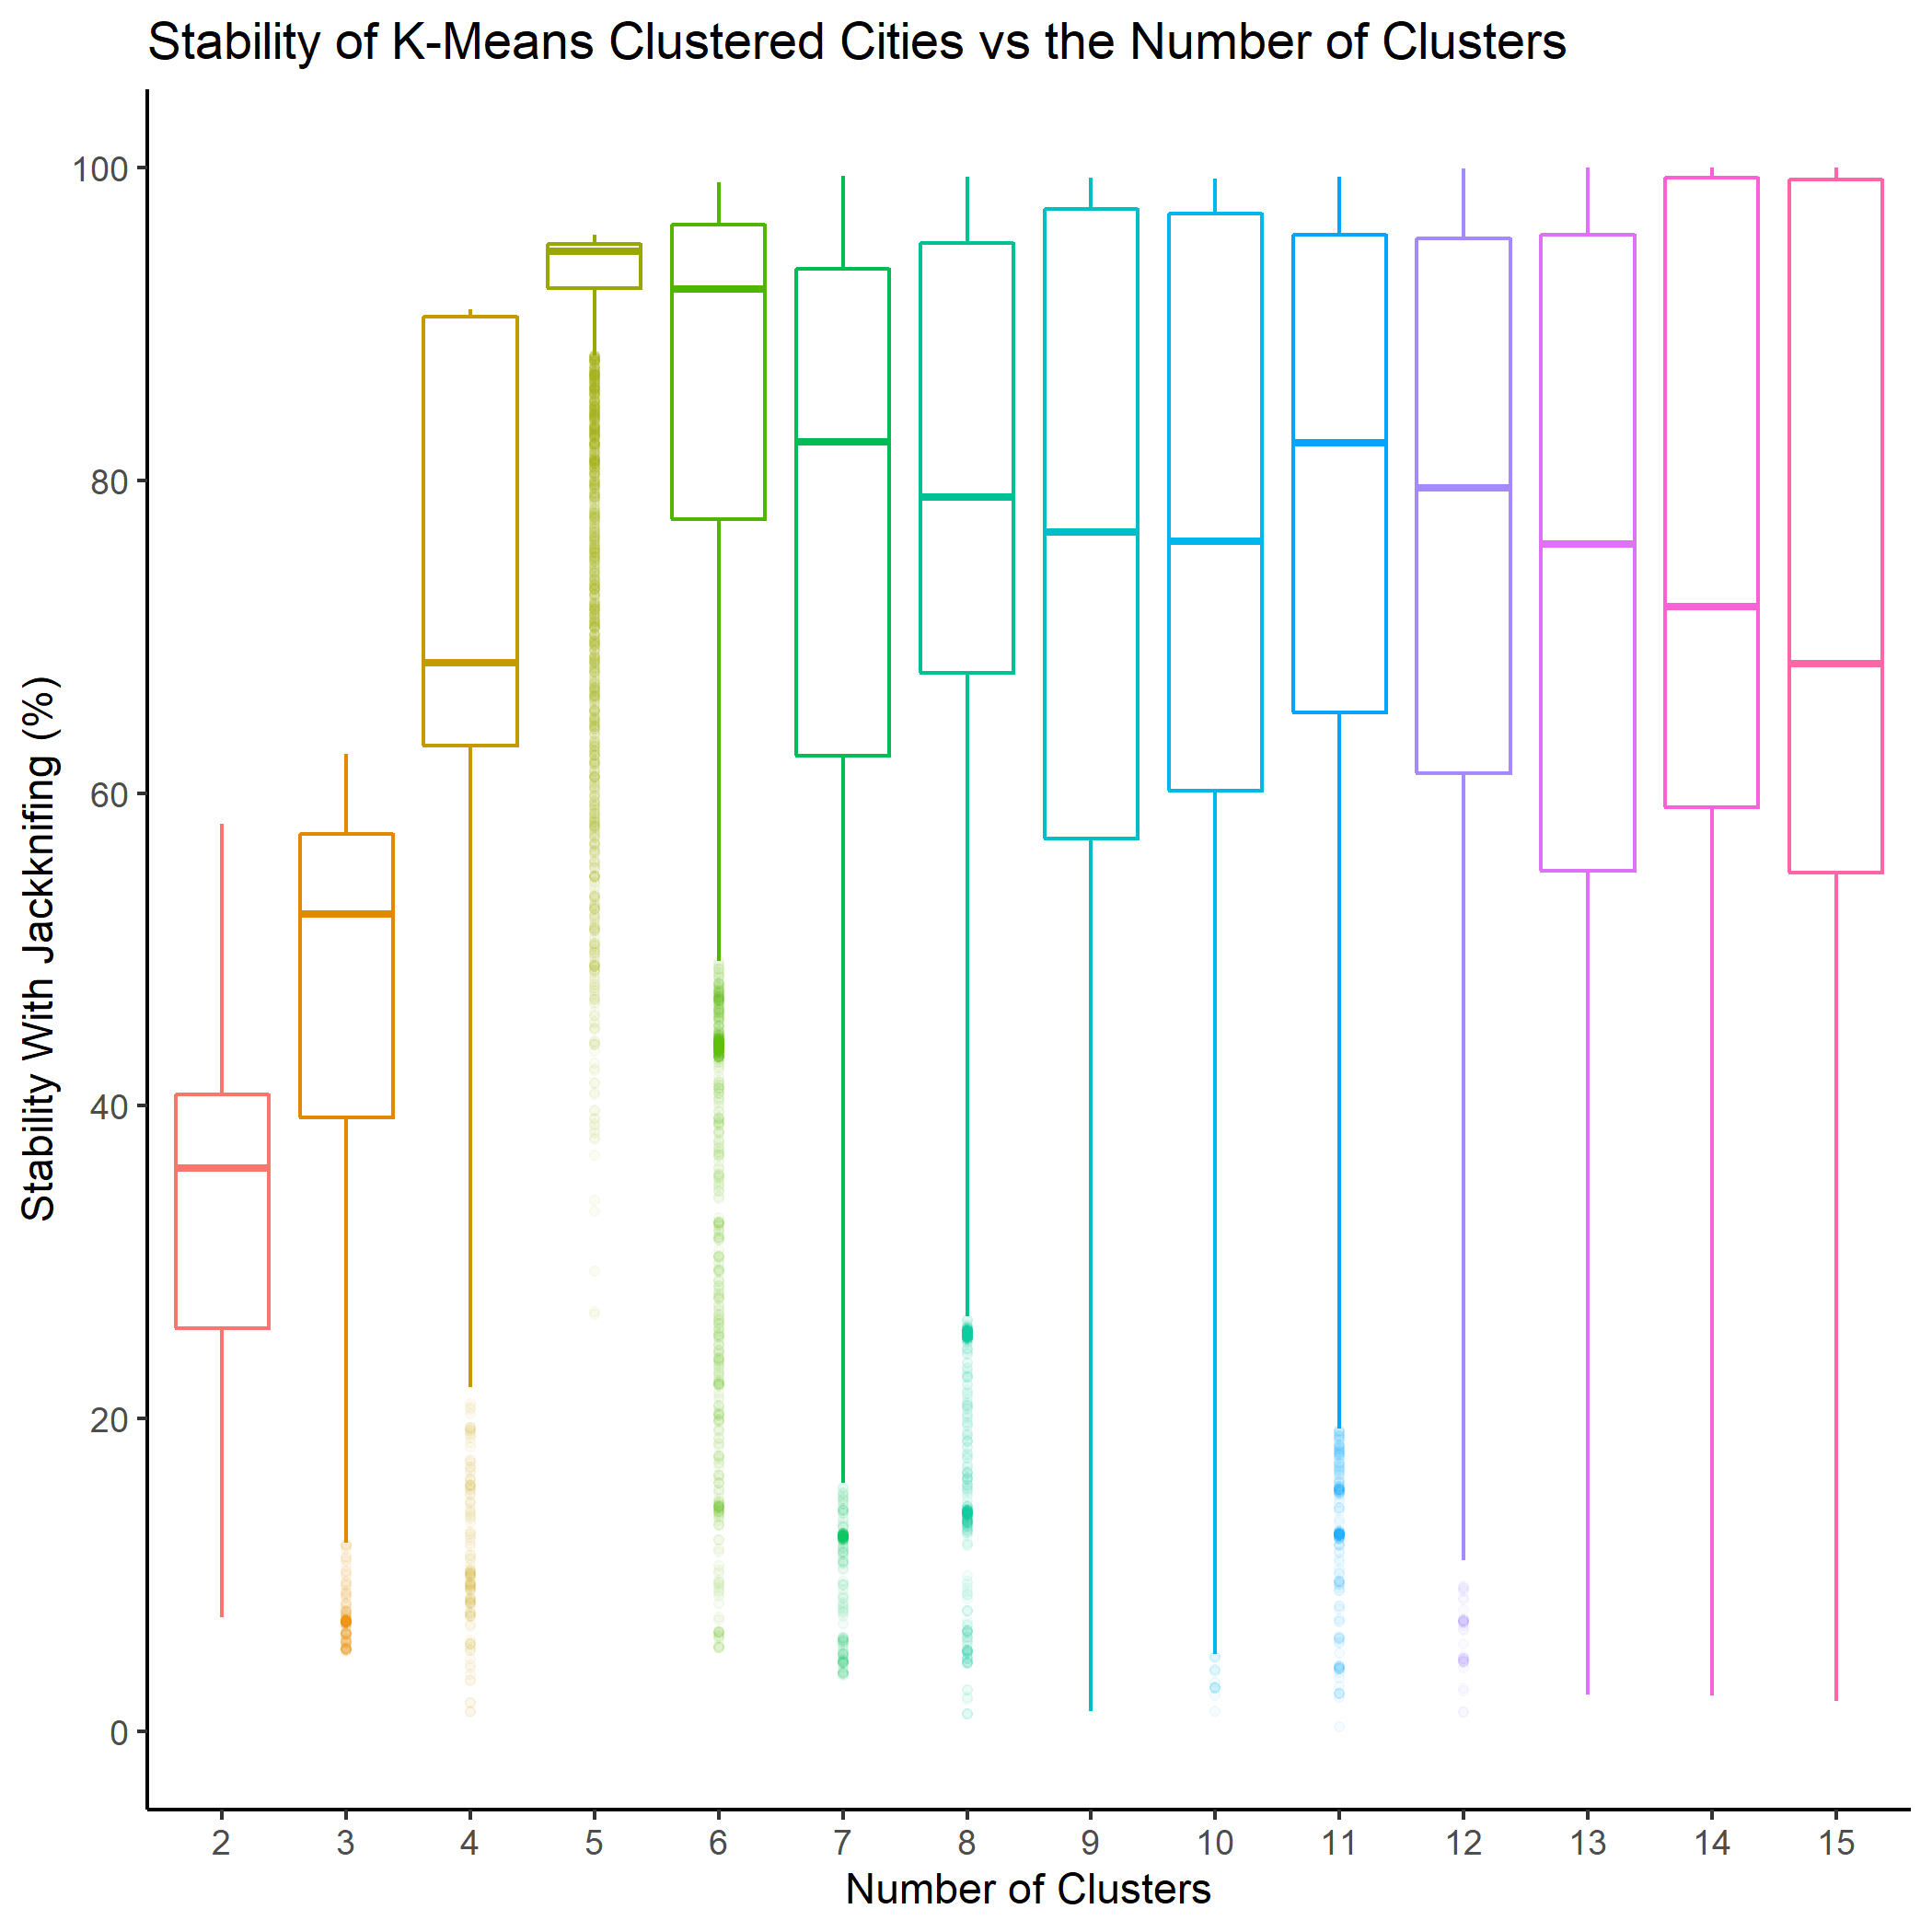 Stability of K-Means Clustered Cities vs the Number of Clusters
Stability With Jackknifing (%)
100
80
60
40
20
0
2 3 4 5 6 7 8 9 10 11 12 13 14 15
Number of Clusters